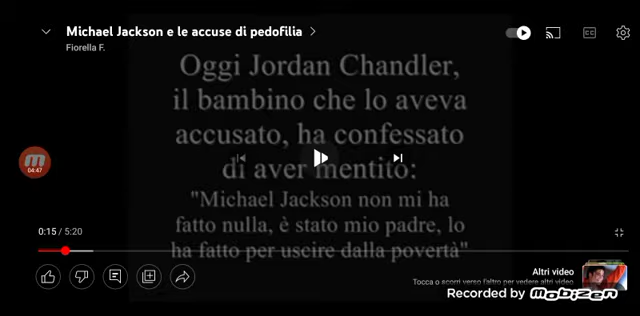 Michael Jackson e le accuse di pedofilia
Fiorella F.
CC
Oggi Jordan Chandler,
il bambino che lo aveva
accusato, ha confessato
di aver mentito:
"Michael Jackson non mi ha
fatto nulla, è stato mio padre, lo
ha fatto per uscire dalla povertà"
04:47
0:15 / 5:20
Altri video
Tocca o scorri verso l'altro per vedere altri video
Recorded by MOBIZEN